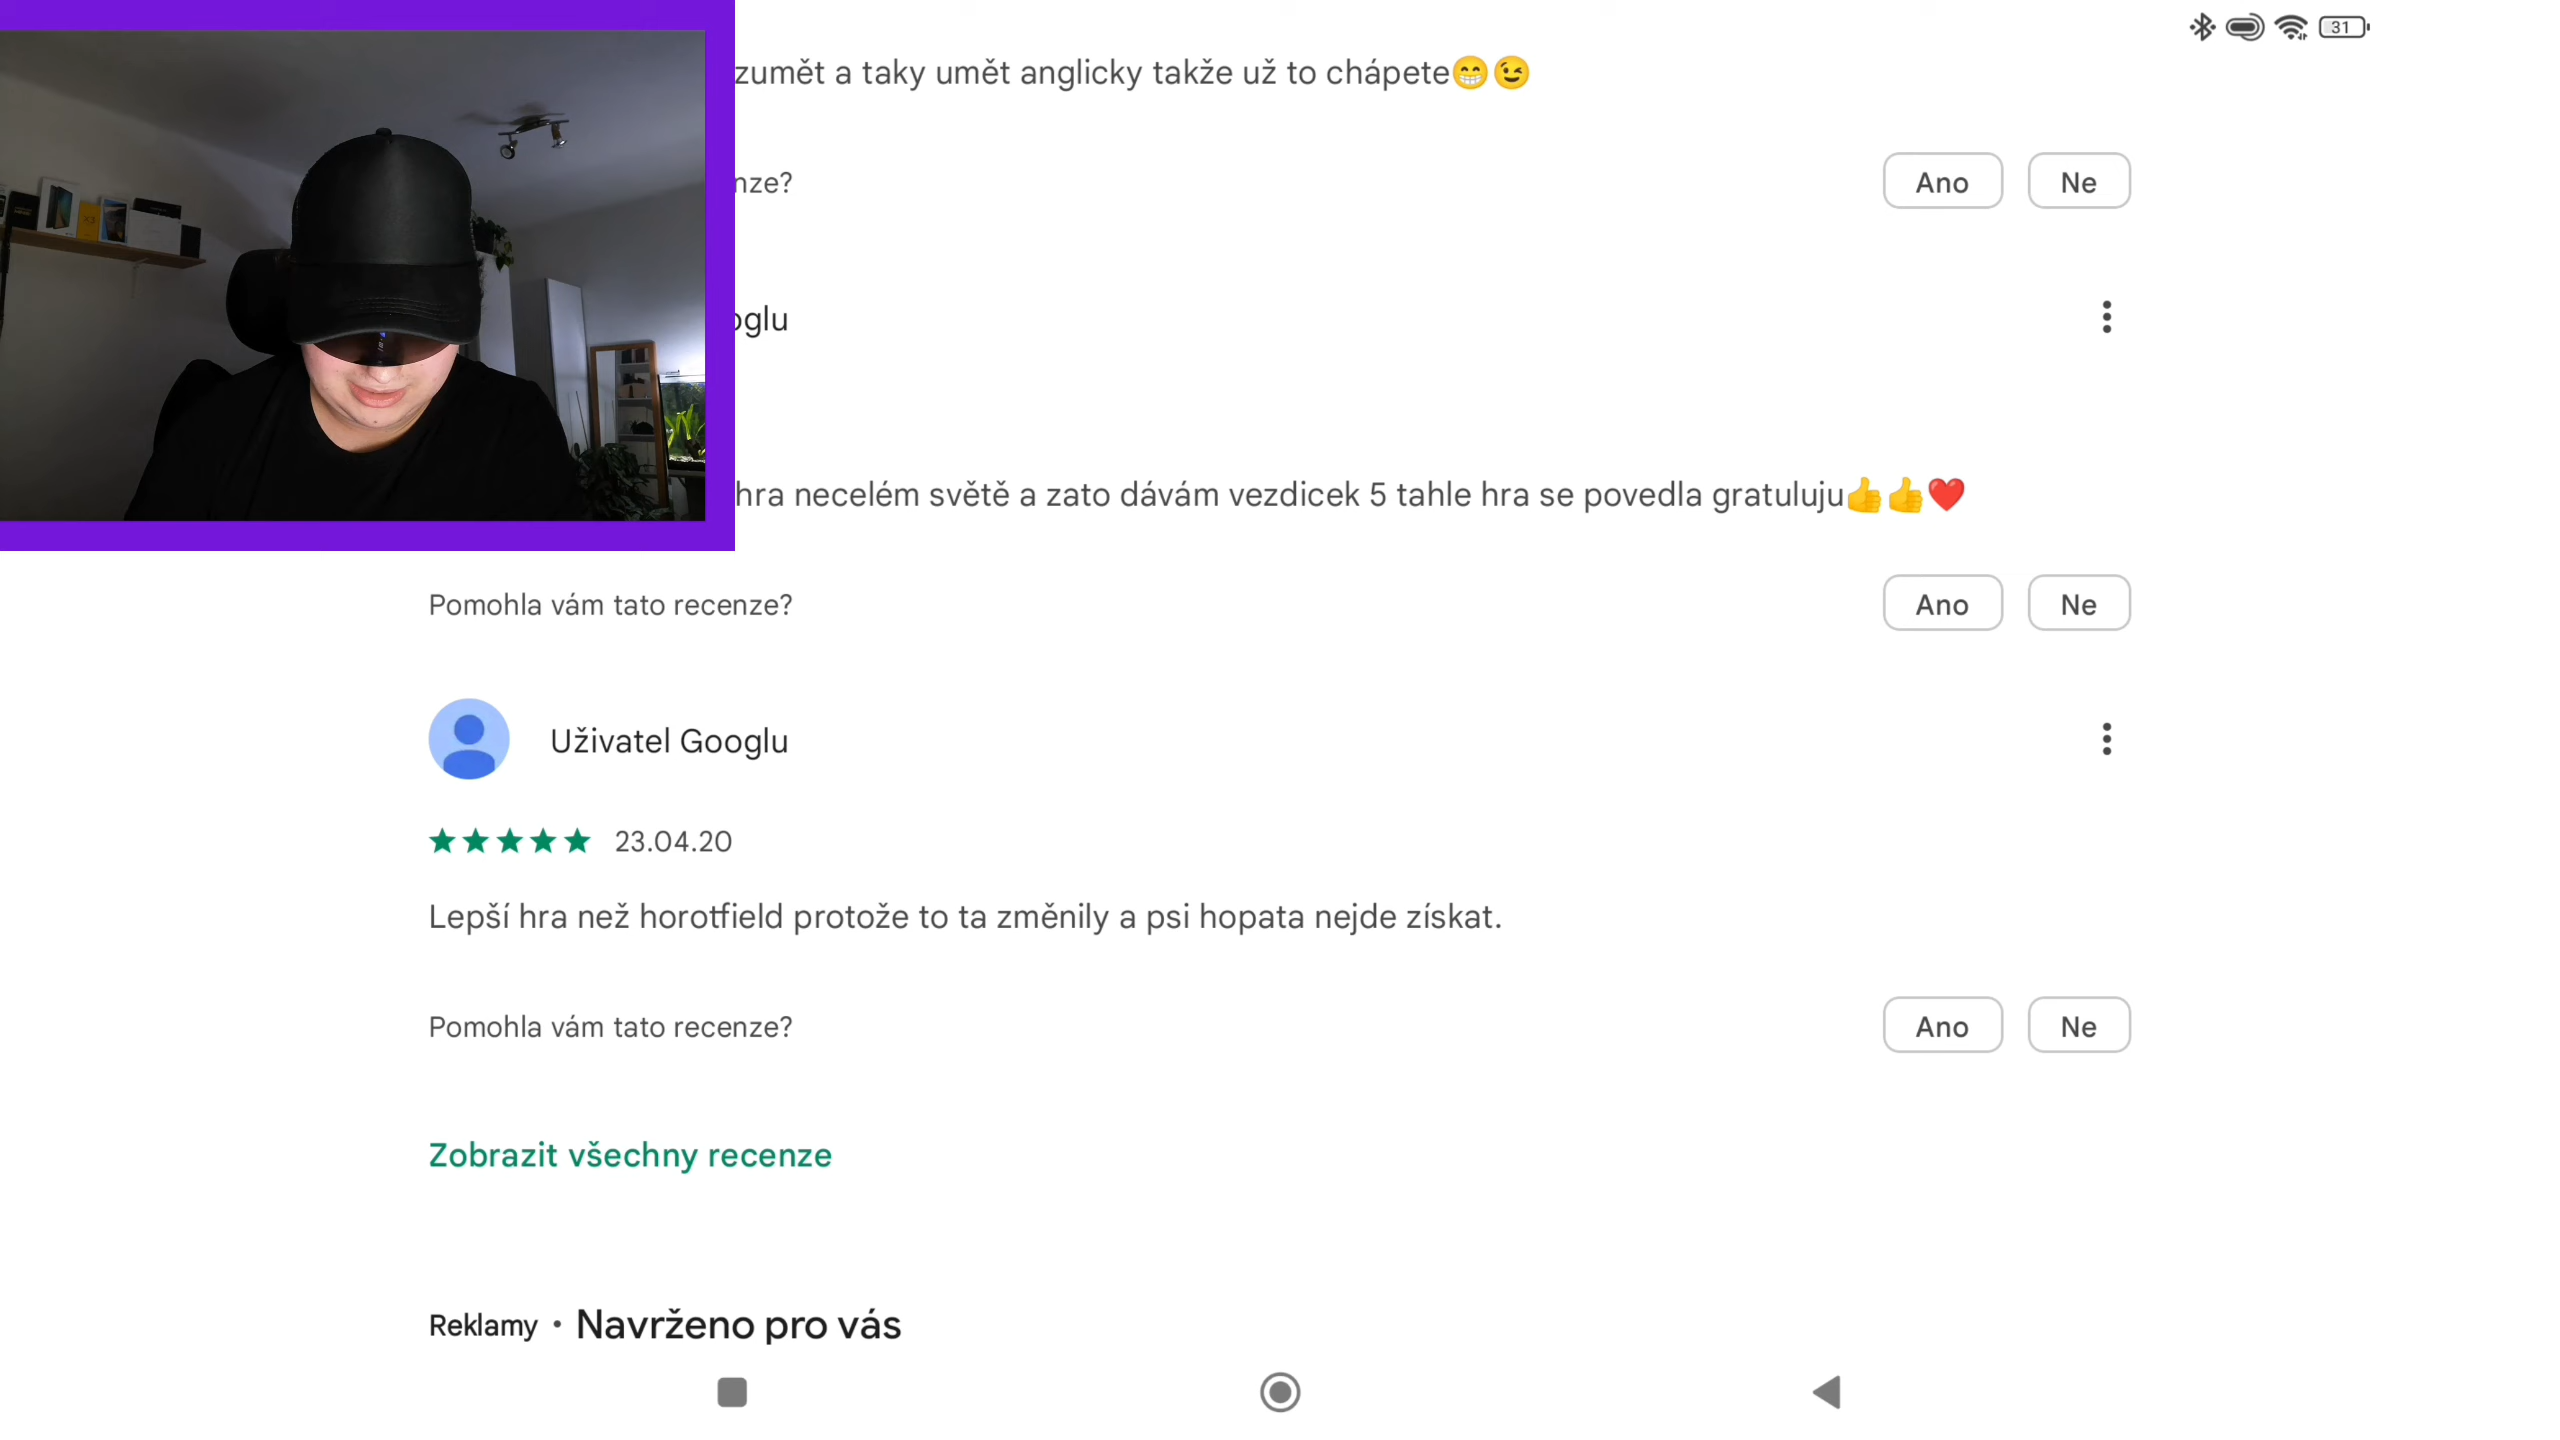 31
zumět a taky umět anglicky takže už to chápete😁😉
nze?
Ano
Ne
oglu
hra necelém světě a zato dávám vezdicek 5 tahle hra se povedla gratuluju👍👍❤️
Pomohla vám tato recenze?
Ano
Ne
Uživatel Googlu
★★★★★ 23.04.20
Lepší hra než horotfield protože to ta změnily a psi hopata nejde získat.
Pomohla vám tato recenze?
Ano
Ne
Zobrazit všechny recenze
Reklamy • Navrženo pro vás